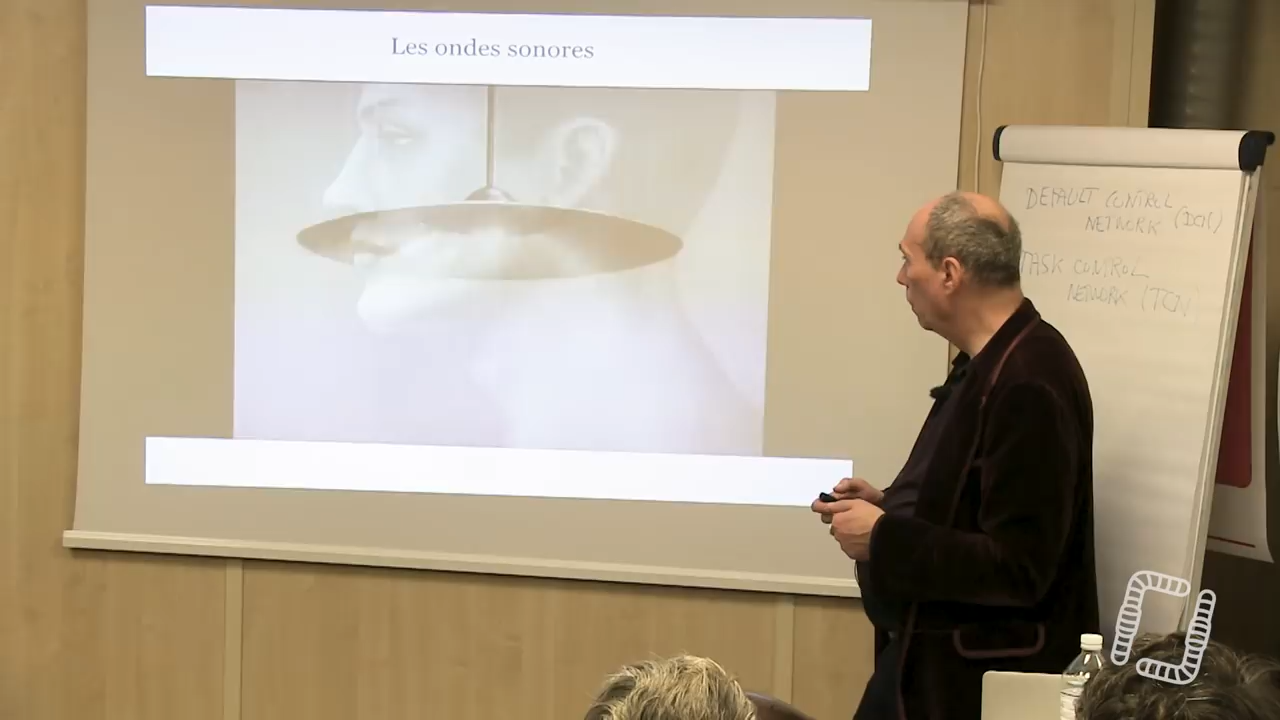 Les ondes sonores
DEFAULT CONTROL
NETWORK (DCN)
TASK CONTROL
NETWORK (TCN)